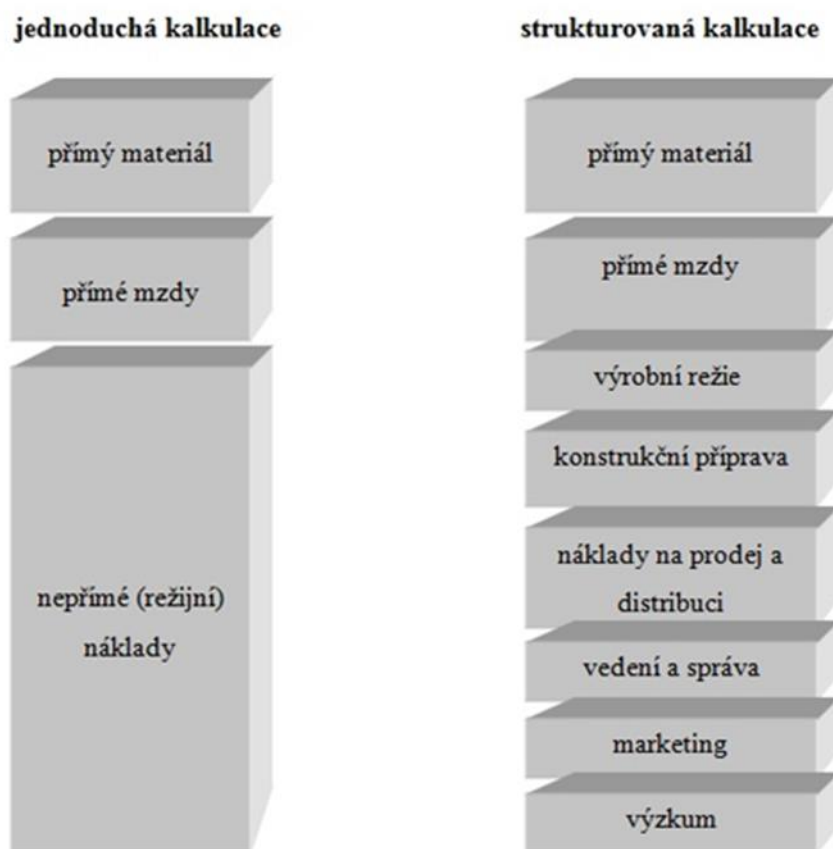 jednoduchá kalkulace
přímý materiál
přímé mzdy
nepřímé (režijní)
náklady
strukturovaná kalkulace
přímý materiál
přímé mzdy
výrobní režie
konstrukční příprava
náklady na prodej a
distribuci
vedení a správa
marketing
výzkum